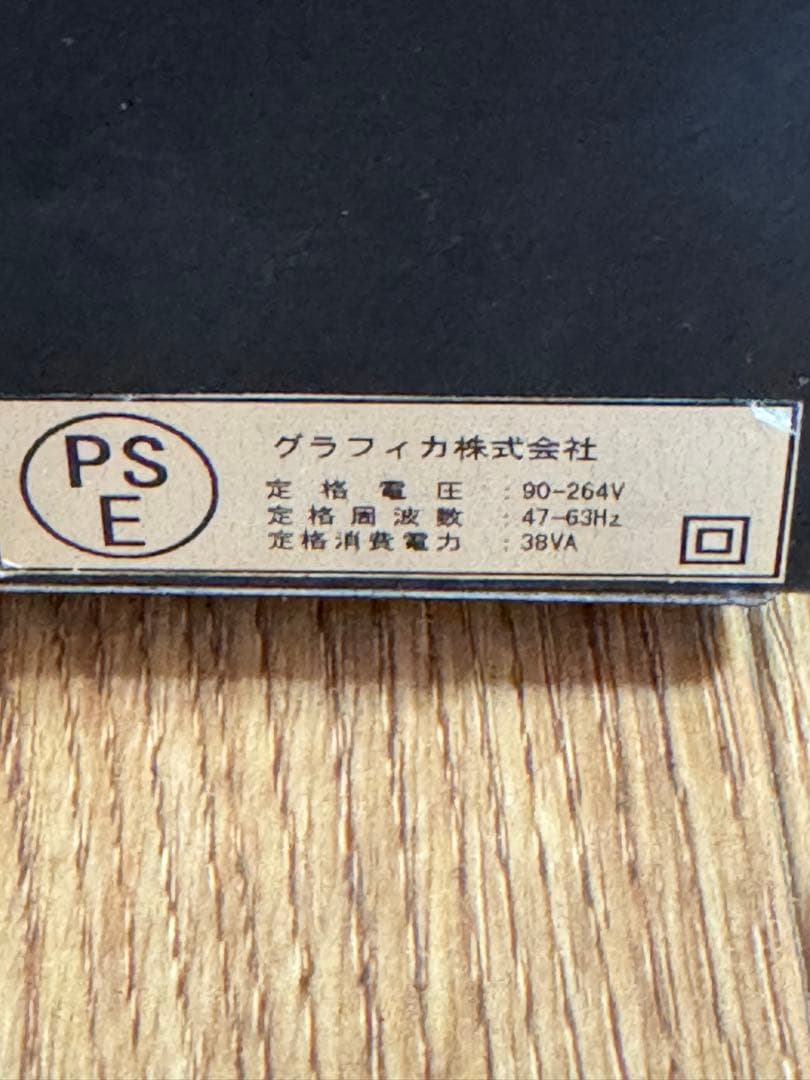 PS
E
グラフィカ株式会社
定格電圧 : 90-264V
定格周波数 : 47-63Hz
定格消費電力 : 38VA